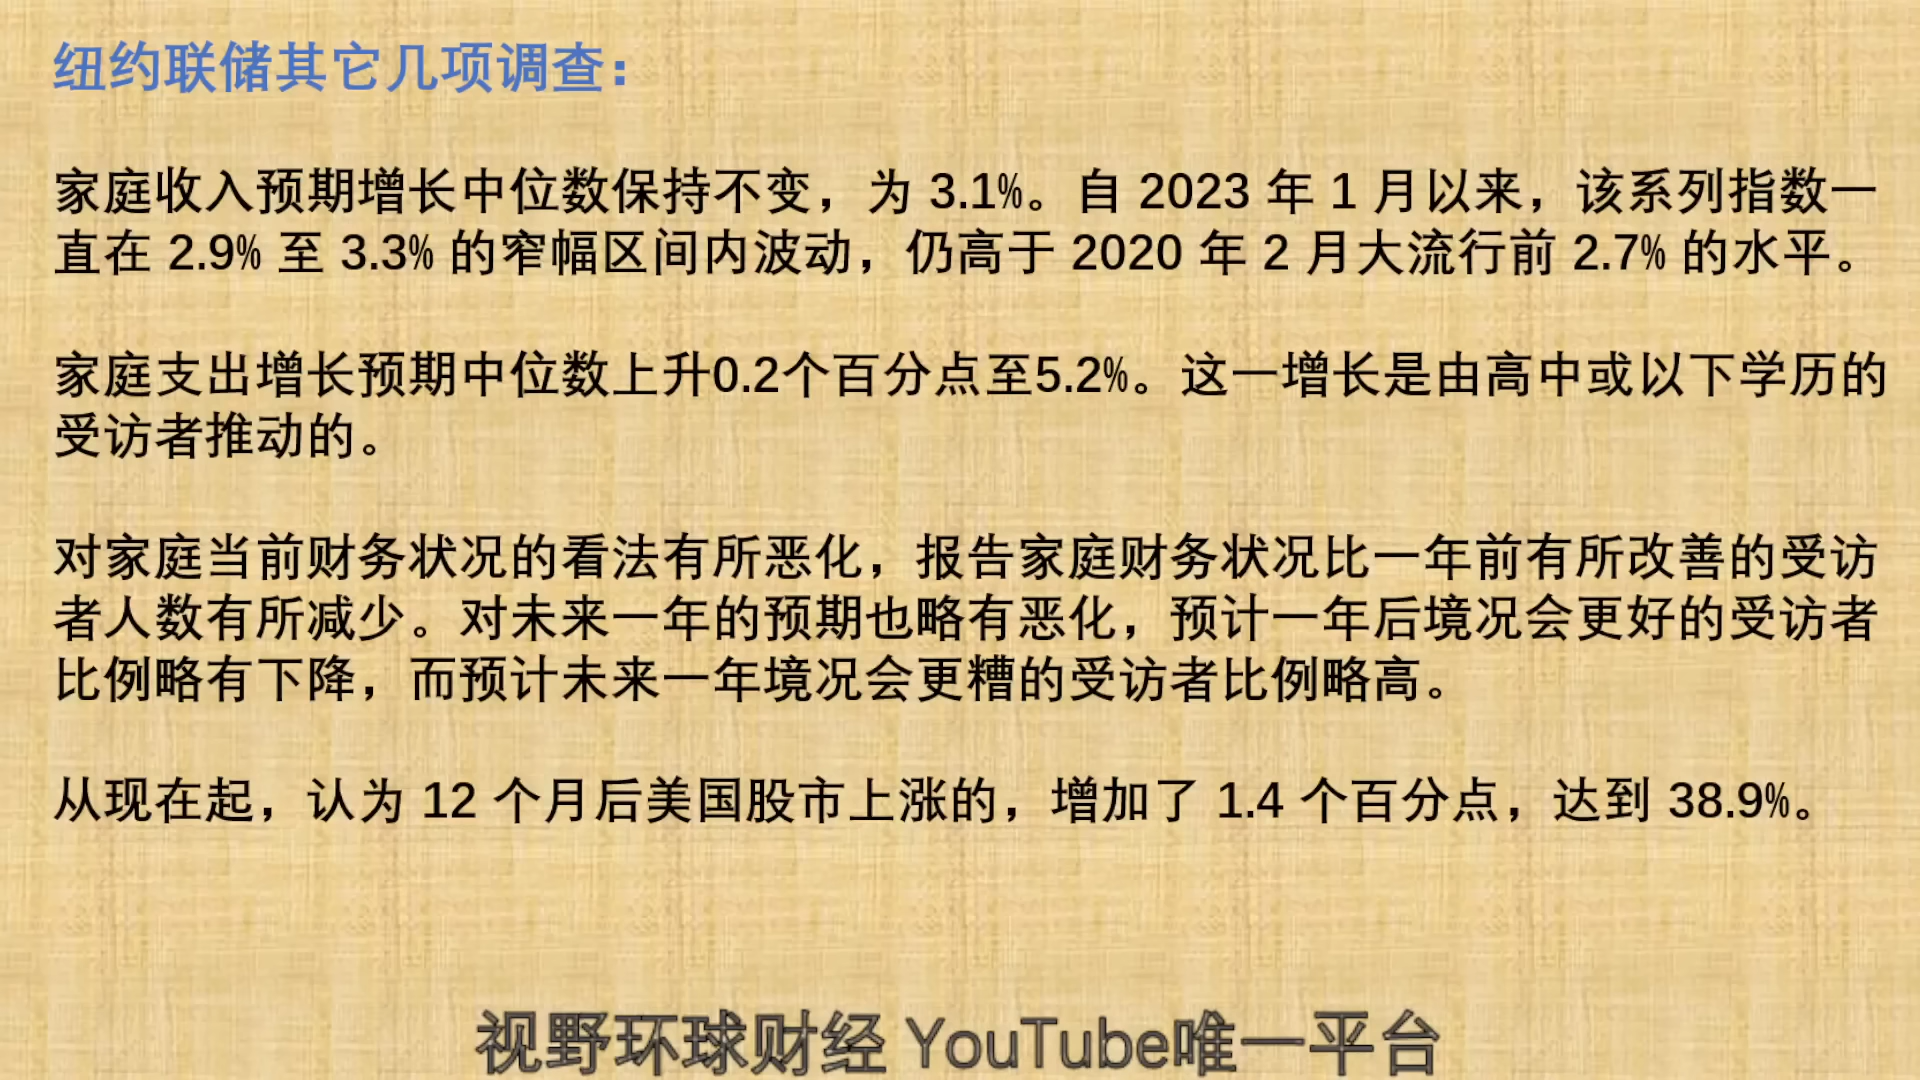 纽约联储其它几项调查:
家庭收入预期增长中位数保持不变，为 3.1%。自 2023 年 1 月以来，该系列指数一
直在 2.9% 至 3.3% 的窄幅区间内波动，仍高于 2020 年 2 月大流行前 2.7% 的水平。
家庭支出增长预期中位数上升0.2个百分点至5.2%。这一增长是由高中或以下学历的
受访者推动的。
对家庭当前财务状况的看法有所恶化，报告家庭财务状况比一年前有所改善的受访
者人数有所减少。对未来一年的预期也略有恶化，预计一年后境况会更好的受访者
比例略有下降，而预计未来一年境况会更糟的受访者比例略高。
从现在起，认为 12 个月后美国股市上涨的，增加了 1.4 个百分点，达到 38.9%。
视野环球财经 YouTube唯一平台